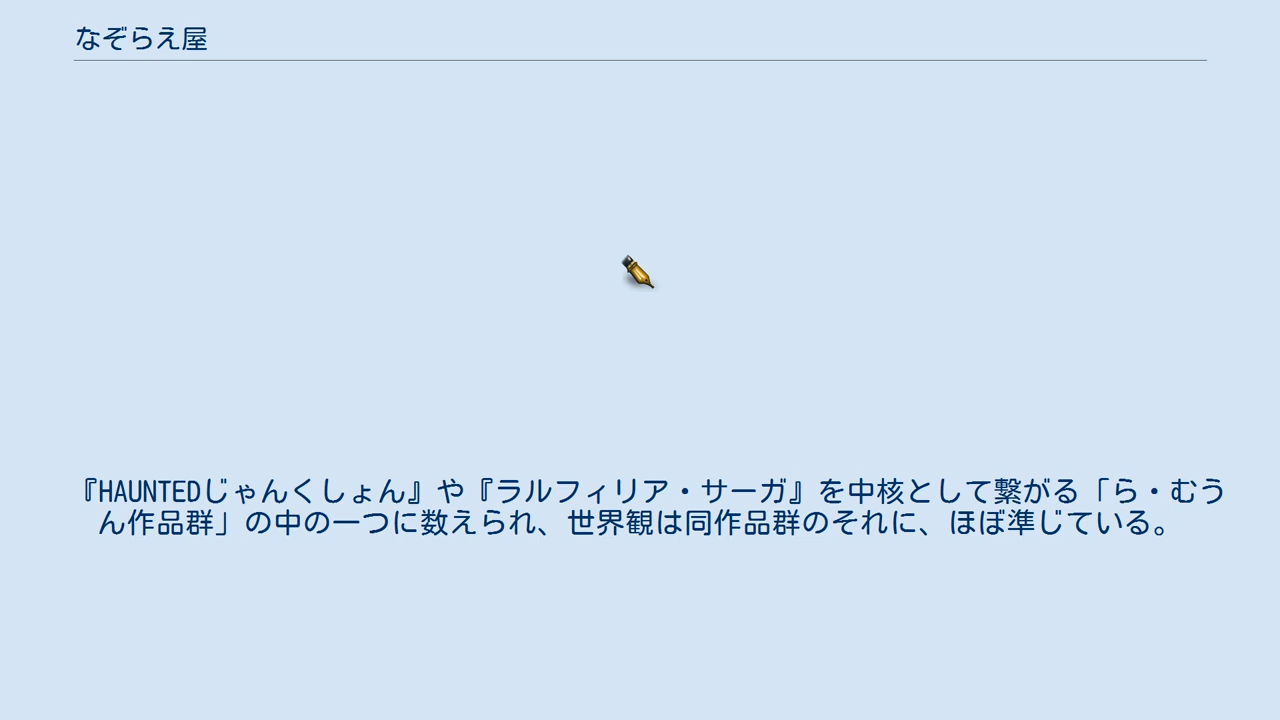 なぞらえ屋
『HAUNTEDじゃんくしょん』や『ラルフィリア・サーガ』を中核として繋がる「ら・むう
ん作品群」の中の一つに数えられ、世界観は同作品群のそれに、ほぼ準じている。